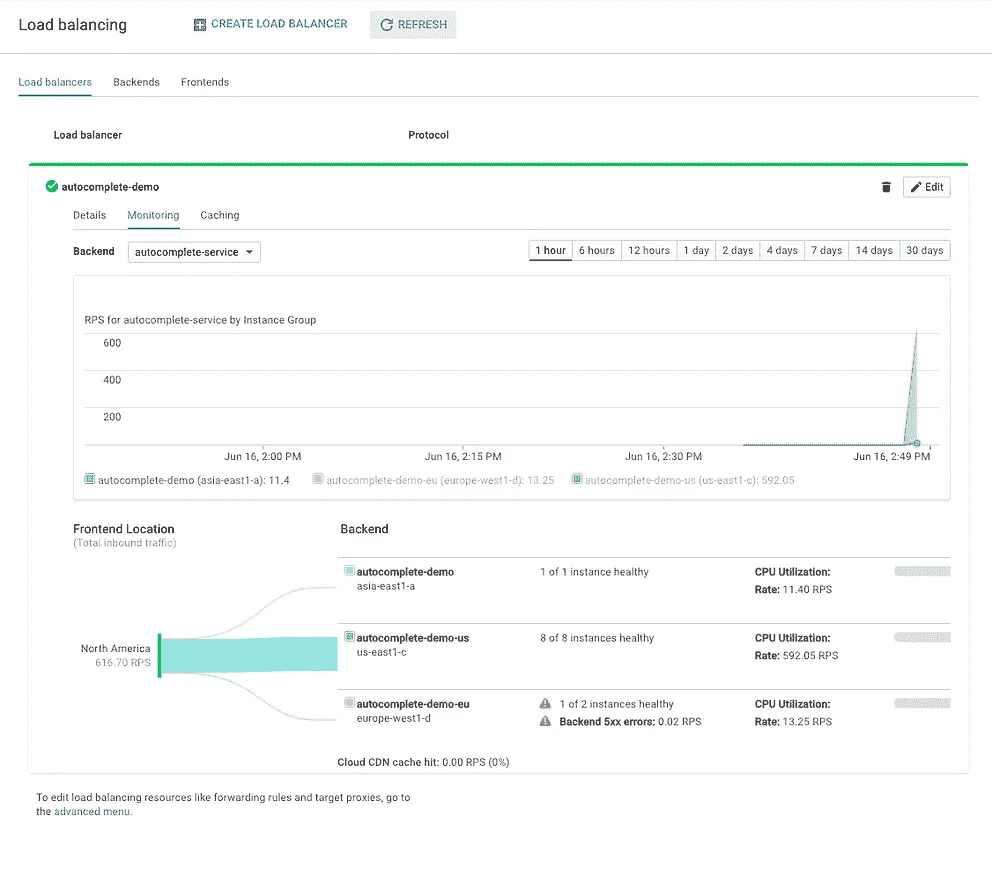 Load balancing
CREATE LOAD BALANCER
REFRESH
Load balancers Backends Frontends
Load balancer Protocol
autocomplete-demo
Edit
Details Monitoring Caching
Backend autocomplete-service
1 hour 6 hours 12 hours 1 day 2 days 4 days 7 days 14 days 30 days
RPS for autocomplete-service by Instance Group
600
400
200
Jun 16, 2:00 PM Jun 16, 2:15 PM Jun 16, 2:30 PM Jun 16, 2:49 PM
autocomplete-demo (asia-east1-a): 11.4 autocomplete-demo-eu (europe-west1-d): 13.25 autocomplete-demo-us (us-east1-c): 592.05
Frontend Location
(Total inbound traffic)
Backend
North America
616.70 RPS
autocomplete-demo 1 of 1 instance healthy CPU Utilization:
asia-east1-a Rate: 11.40 RPS
autocomplete-demo-us 8 of 8 instances healthy CPU Utilization:
us-east1-c Rate: 592.05 RPS
autocomplete-demo-eu 1 of 2 instances healthy CPU Utilization:
europe-west1-d Backend 5xx errors: 0.02 RPS Rate: 13.25 RPS
Cloud CDN cache hit: 0.00 RPS (0%)
To edit load balancing resources like forwarding rules and target proxies, go to
the advanced menu.